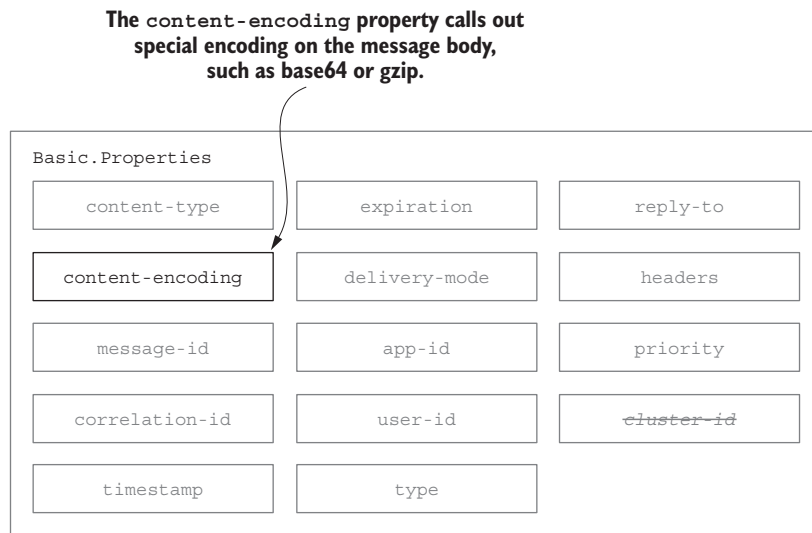 The content-encoding property calls out
special encoding on the message body,
such as base64 or gzip.
Basic.Properties
content-type expiration reply-to
content-encoding delivery-mode headers
message-id app-id priority
correlation-id user-id cluster-id
timestamp type